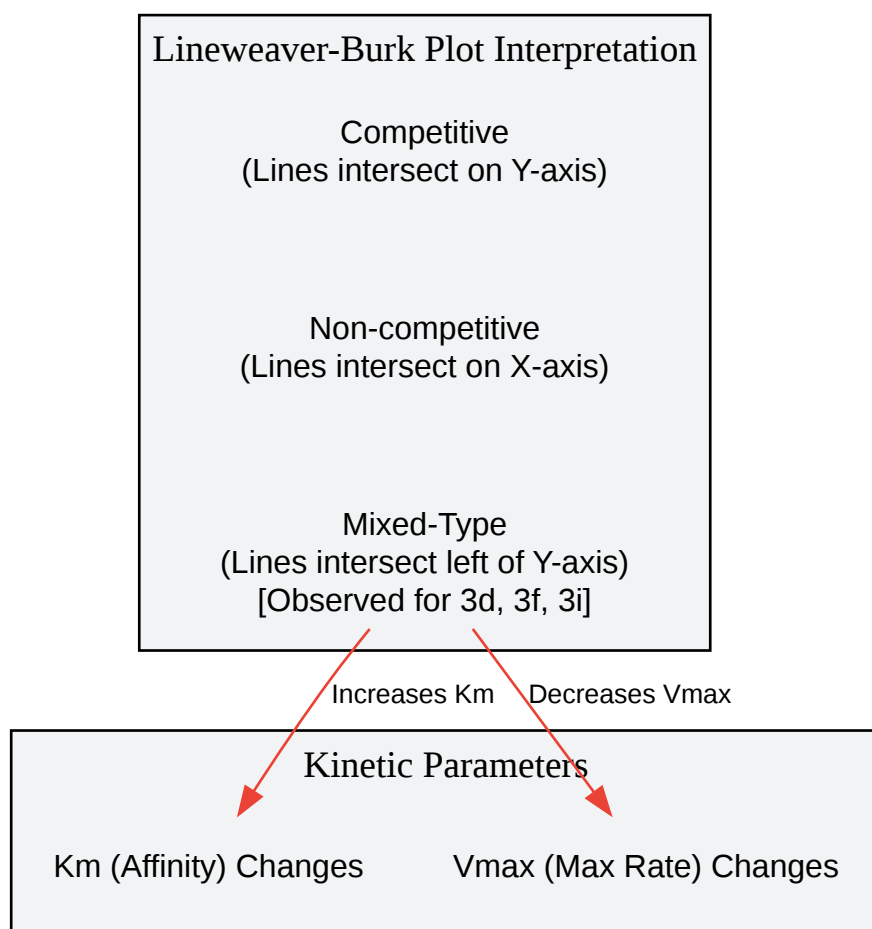 Lineweaver-Burk Plot Interpretation
Competitive
(Lines intersect on Y-axis)
Non-competitive
(Lines intersect on X-axis)
Mixed-Type
(Lines intersect left of Y-axis)
[Observed for 3d, 3f, 3i]
Increases Km
Decreases Vmax
Kinetic Parameters
Km (Affinity) Changes
Vmax (Max Rate) Changes